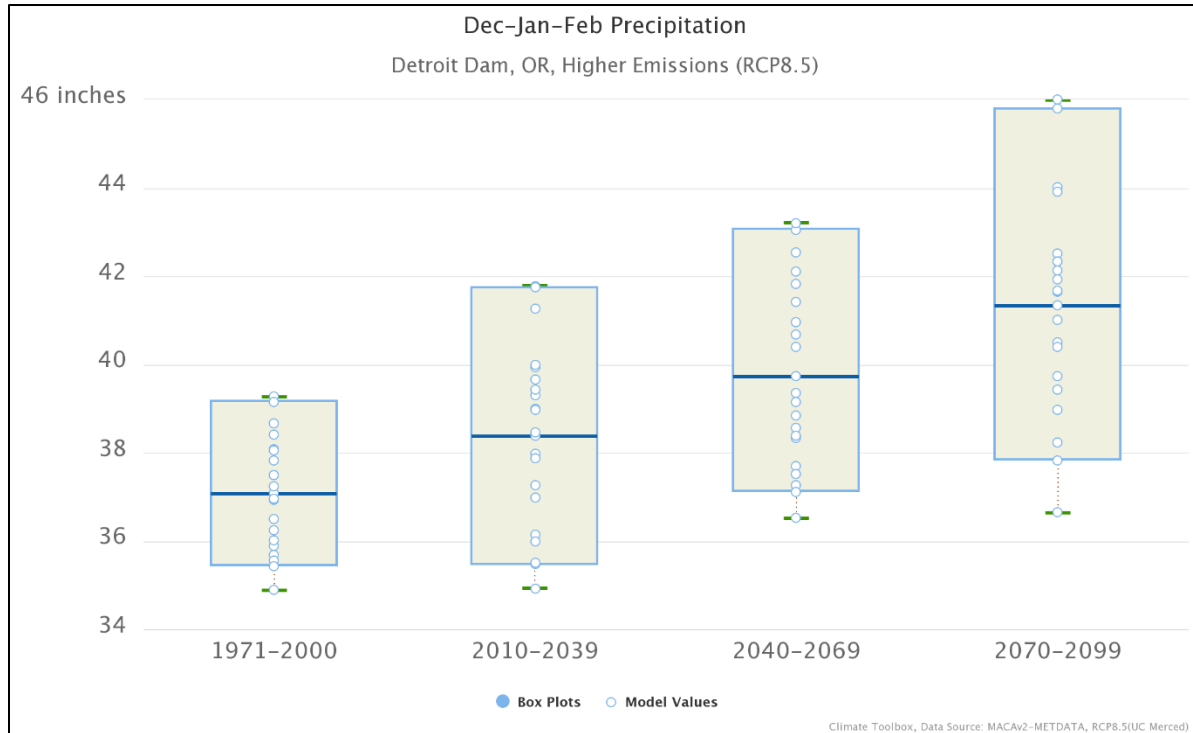 Dec-Jan-Feb Precipitation
Detroit Dam, OR, Higher Emissions (RCP8.5)
46 inches
44
42
40
38
36
34
1971-2000 2010-2039 2040-2069 2070-2099
Box Plots Model Values
Climate Toolbox, Data Source: MACAv2-METDATA, RCP8.5(UC Merced)